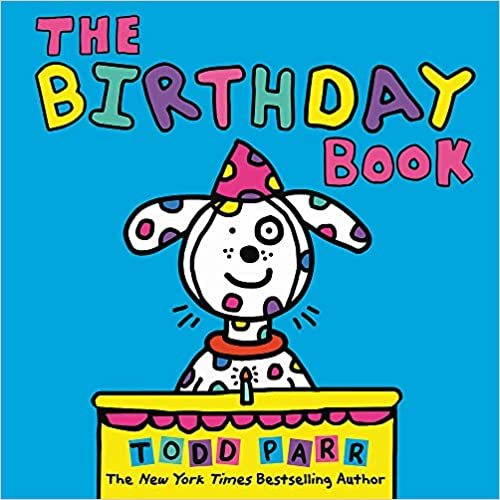 THE
BIRTHDAY
BOOK
TODD PARR
The New York Times Bestselling Author